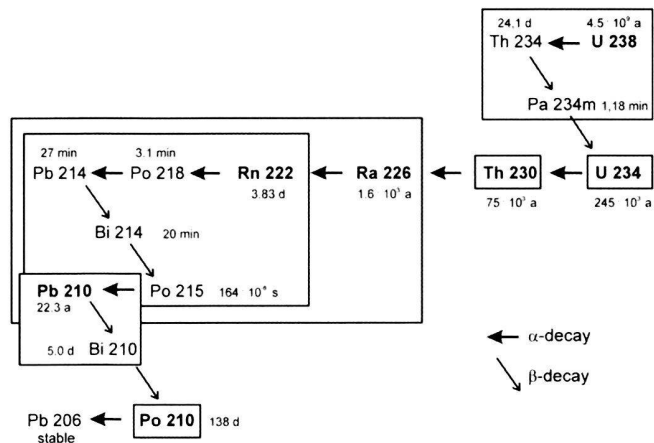 24,1 d 4.5 · 10⁹ a
Th 234 U 238
Pa 234m 1,18 min
27 min 3.1 min
Pb 214 Po 218 Rn 222 Ra 226 Th 230 U 234
3.83 d 1.6 · 10³ a 75 · 10³ a 245 · 10³ a
Bi 214 20 min
Pb 210 Po 215 164 · 10⁻⁶ s
22.3 a
5.0 d Bi 210
α-decay
β-decay
Pb 206 Po 210 138 d
stable